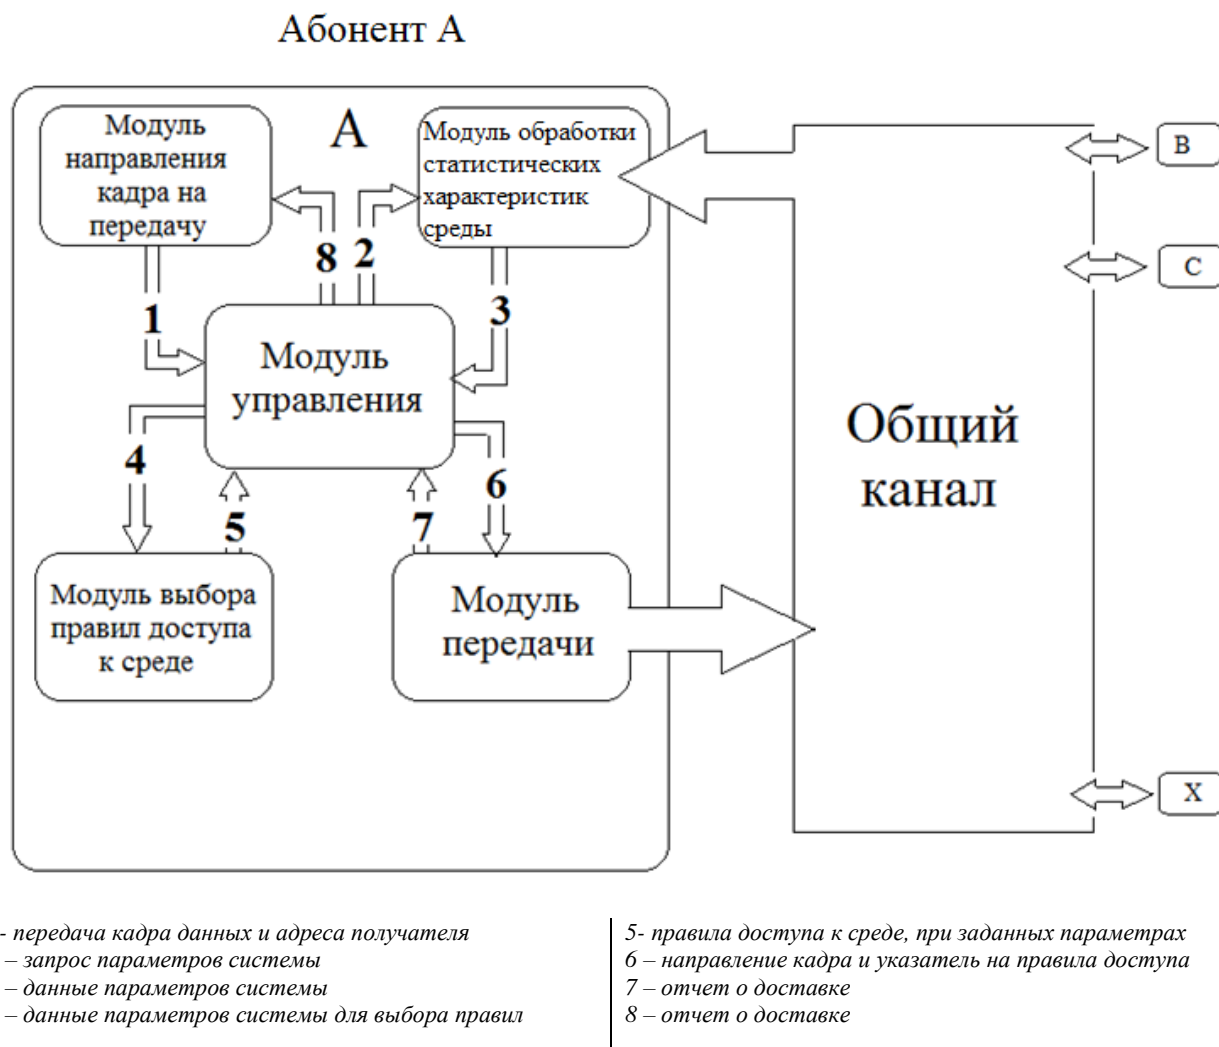 Абонент А
А
Модуль
направления
кадра на
передачу
Модуль обработки
статистических
характеристик
среды
В
С
8
2
1
3
Модуль
управления
Общий
канал
4
5
7
6
Модуль выбора
правил доступа
к среде
Модуль
передачи
Х
- передача кадра данных и адреса получателя
– запрос параметров системы
– данные параметров системы
– данные параметров системы для выбора правил
5- правила доступа к среде, при заданных параметрах
6 – направление кадра и указатель на правила доступа
7 – отчет о доставке
8 – отчет о доставке